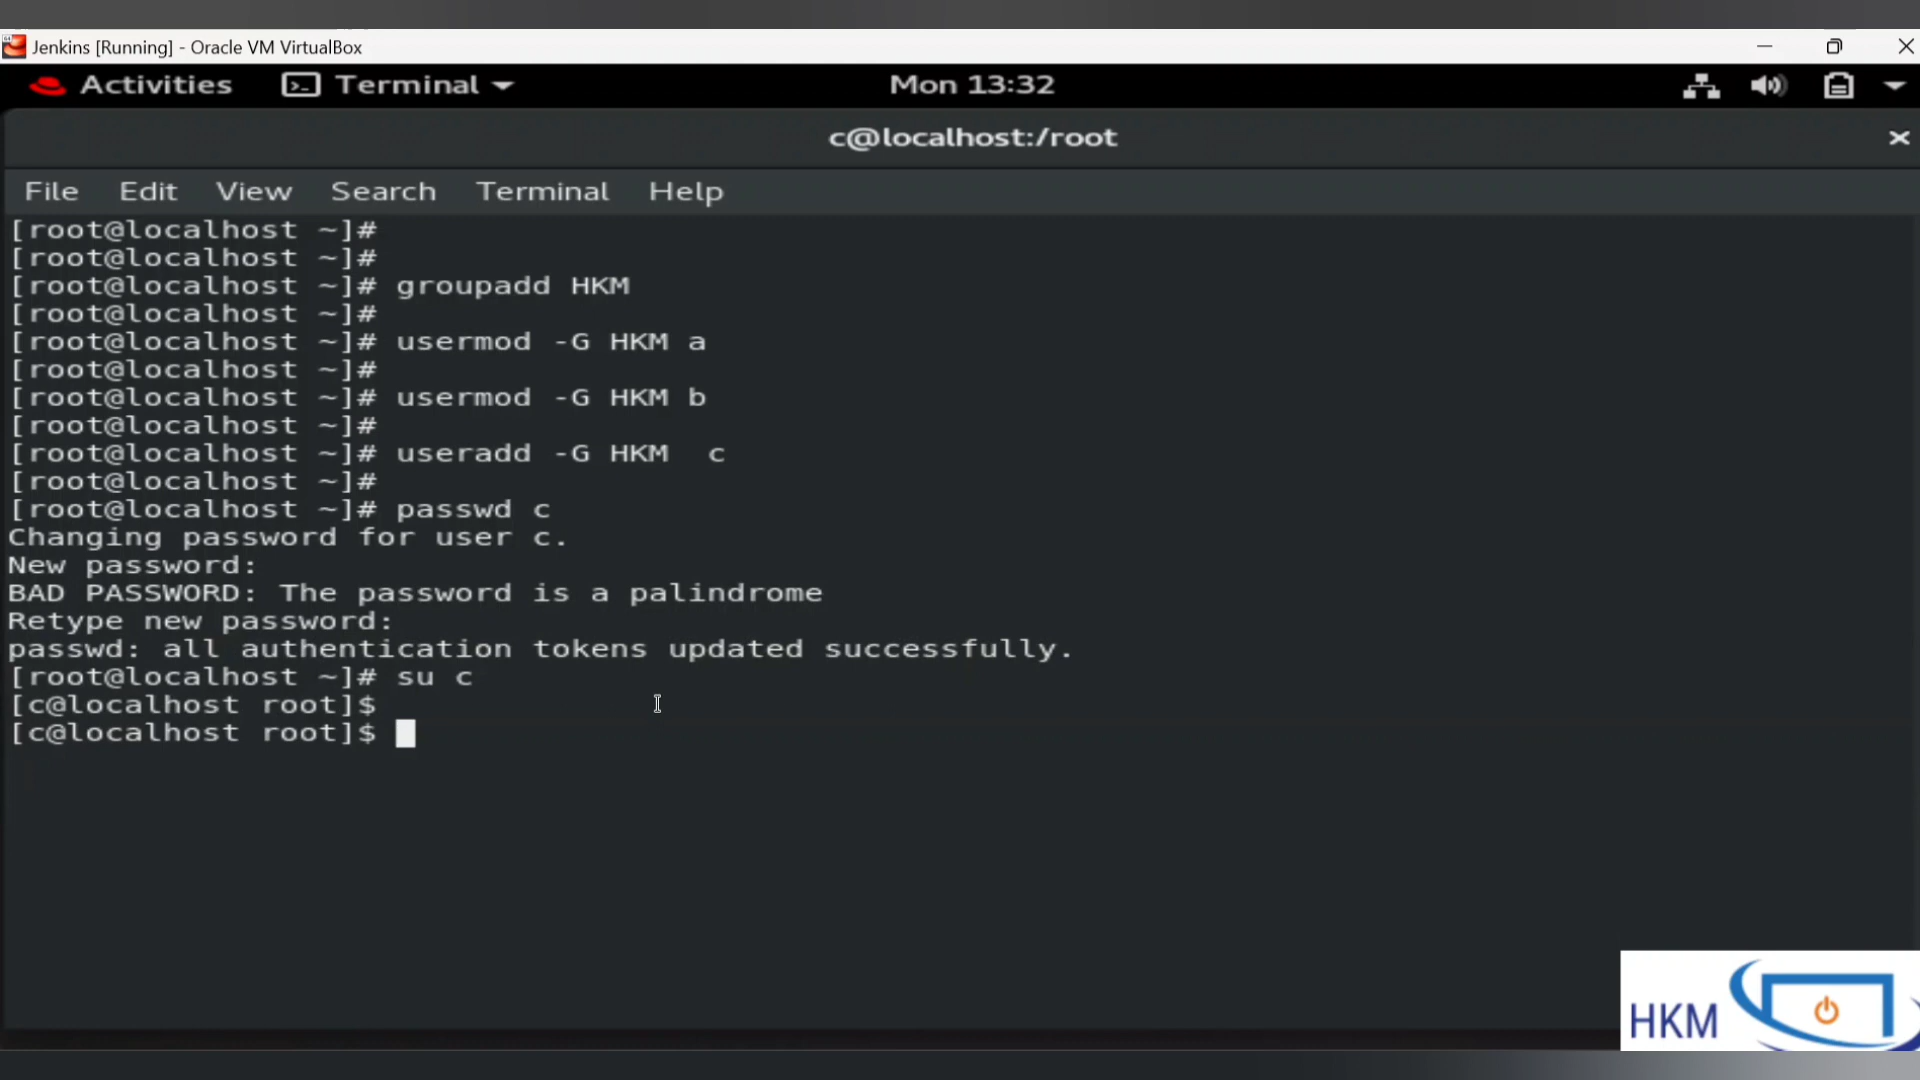 Jenkins [Running] - Oracle VM VirtualBox
Activities Terminal Mon 13:32
c@localhost:/root
File Edit View Search Terminal Help
[root@localhost ~]#
[root@localhost ~]#
[root@localhost ~]# groupadd HKM
[root@localhost ~]#
[root@localhost ~]# usermod -G HKM a
[root@localhost ~]#
[root@localhost ~]# usermod -G HKM b
[root@localhost ~]#
[root@localhost ~]# useradd -G HKM  c
[root@localhost ~]#
[root@localhost ~]# passwd c
Changing password for user c.
New password:
BAD PASSWORD: The password is a palindrome
Retype new password:
passwd: all authentication tokens updated successfully.
[root@localhost ~]# su c
[c@localhost root]$
[c@localhost root]$
HKM